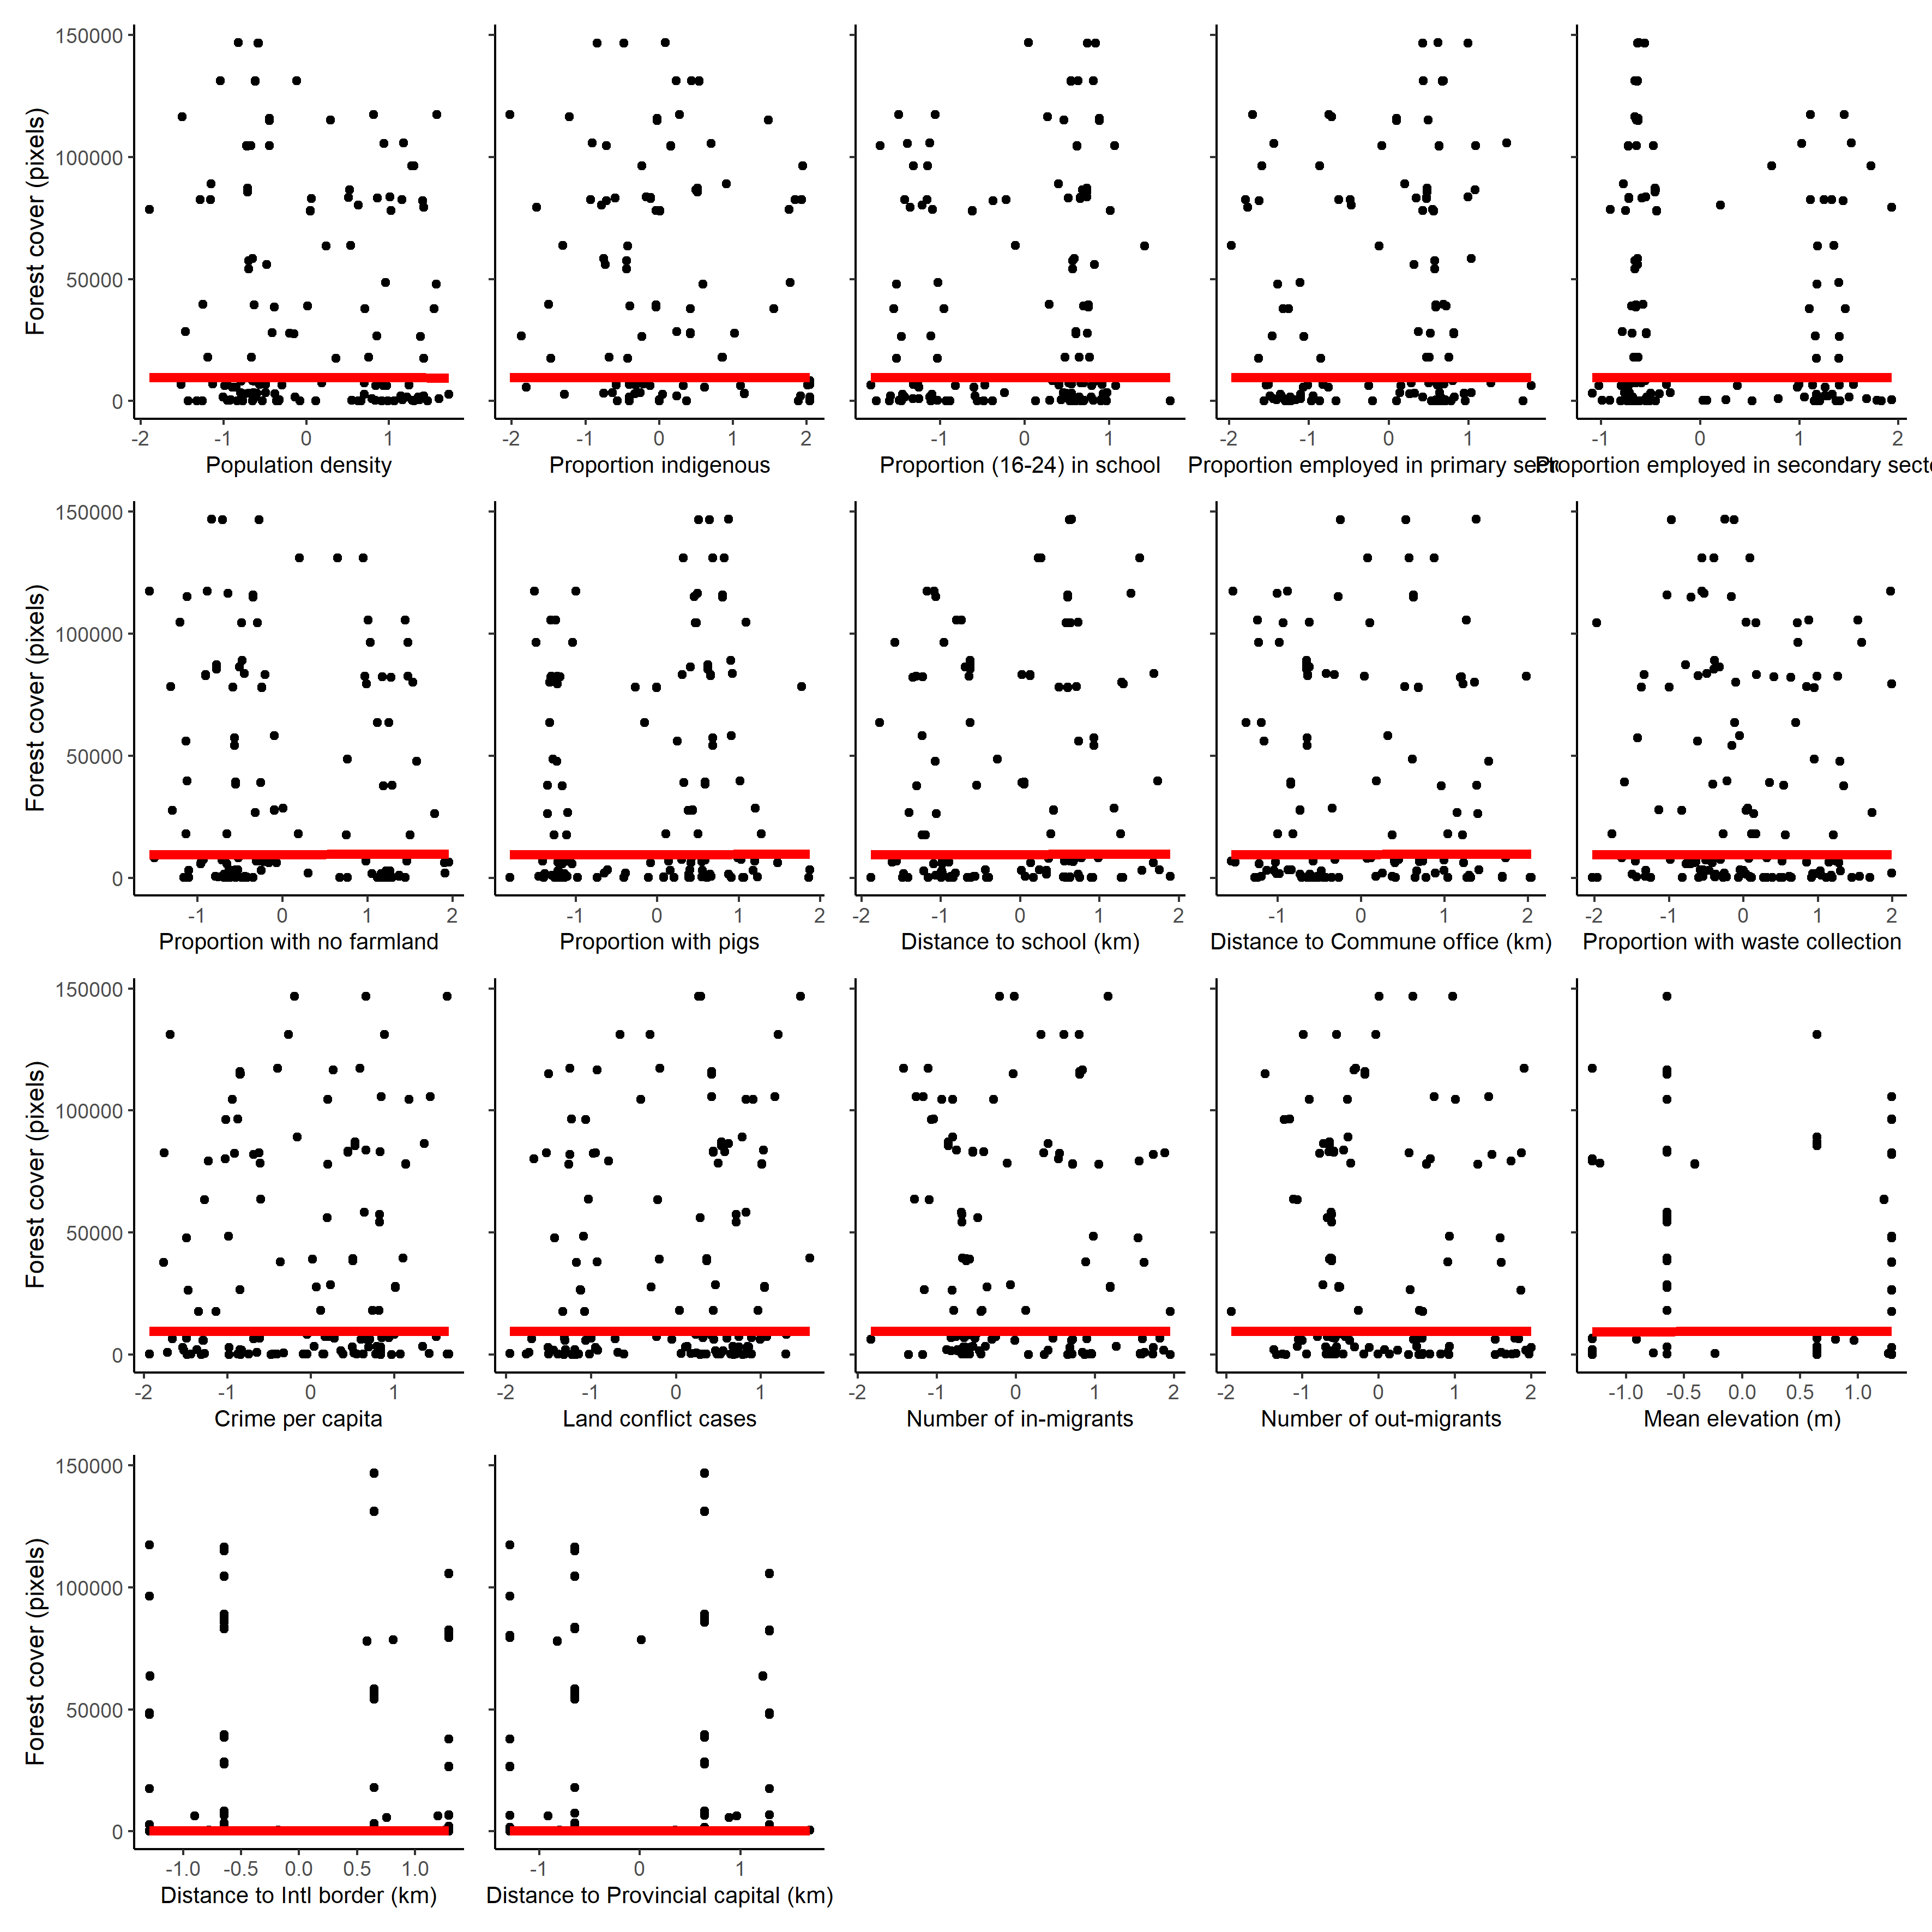 150000
100000
50000
0
Forest cover (pixels)
-2 -1 0 1
Population density
-2 -1 0 1 2
Proportion indigenous
-1 0 1
Proportion (16-24) in school
-2 -1 0 1
Proportion employed in primary sector
-1 0 1 2
Proportion employed in secondary secto
150000
100000
50000
0
Forest cover (pixels)
-1 0 1 2
Proportion with no farmland
-1 0 1 2
Proportion with pigs
-2 -1 0 1 2
Distance to school (km)
-1 0 1 2
Distance to Commune office (km)
-2 -1 0 1 2
Proportion with waste collection
150000
100000
50000
0
Forest cover (pixels)
-2 -1 0 1
Crime per capita
-2 -1 0 1
Land conflict cases
-2 -1 0 1 2
Number of in-migrants
-2 -1 0 1 2
Number of out-migrants
-1.0 -0.5 0.0 0.5 1.0
Mean elevation (m)
150000
100000
50000
0
Forest cover (pixels)
-1.0 -0.5 0.0 0.5 1.0
Distance to Intl border (km)
-1 0 1
Distance to Provincial capital (km)